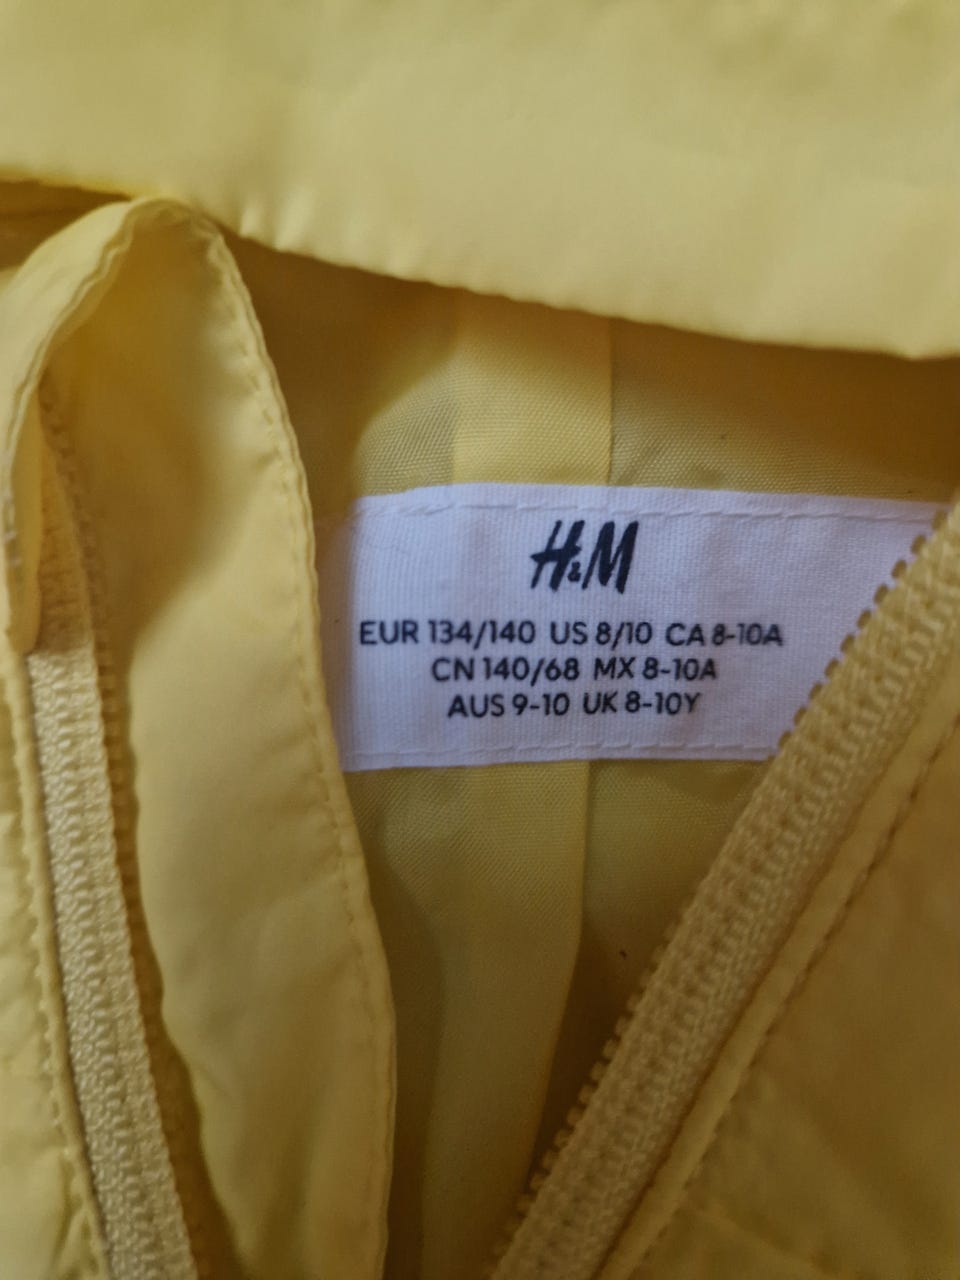 H&M
EUR 134/140 US 8/10 CA 8-10A
CN 140/68 MX 8-10A
AUS 9-10 UK 8-10Y